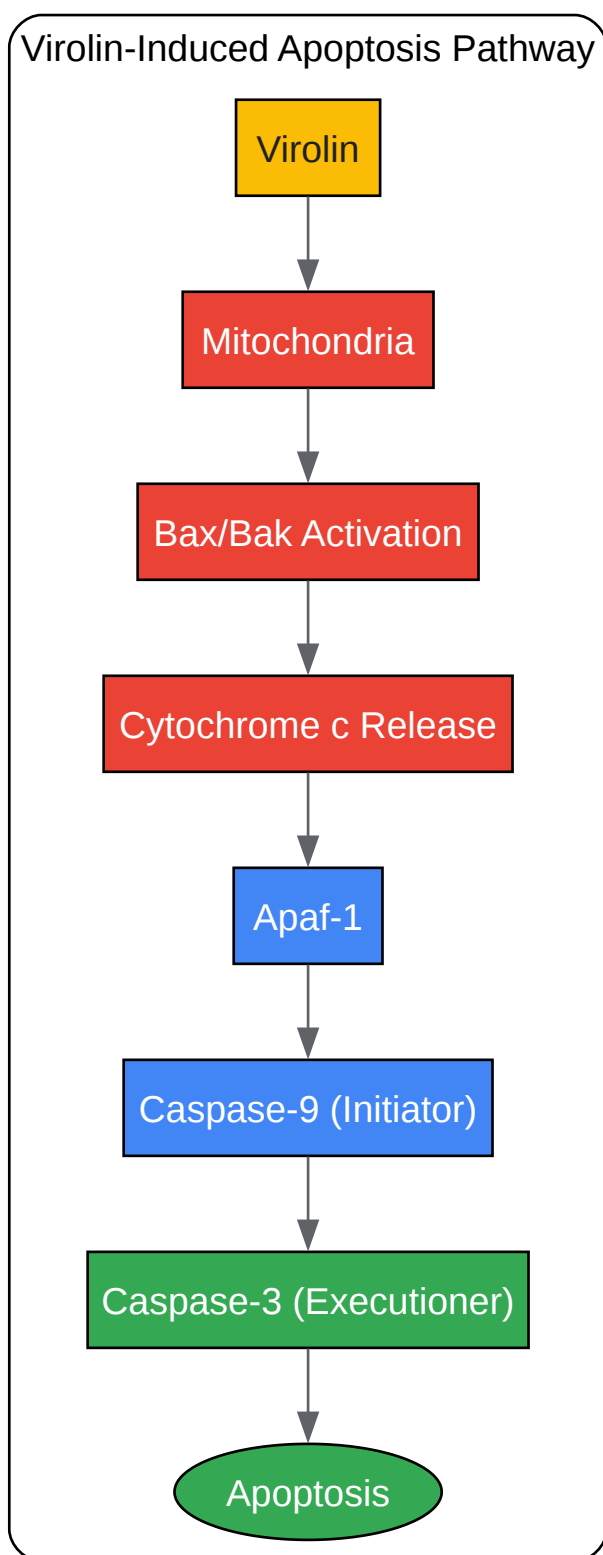 Virolin-Induced Apoptosis Pathway
Virolin
Mitochondria
Bax/Bak Activation
Cytochrome c Release
Apaf-1
Caspase-9 (Initiator)
Caspase-3 (Executioner)
Apoptosis